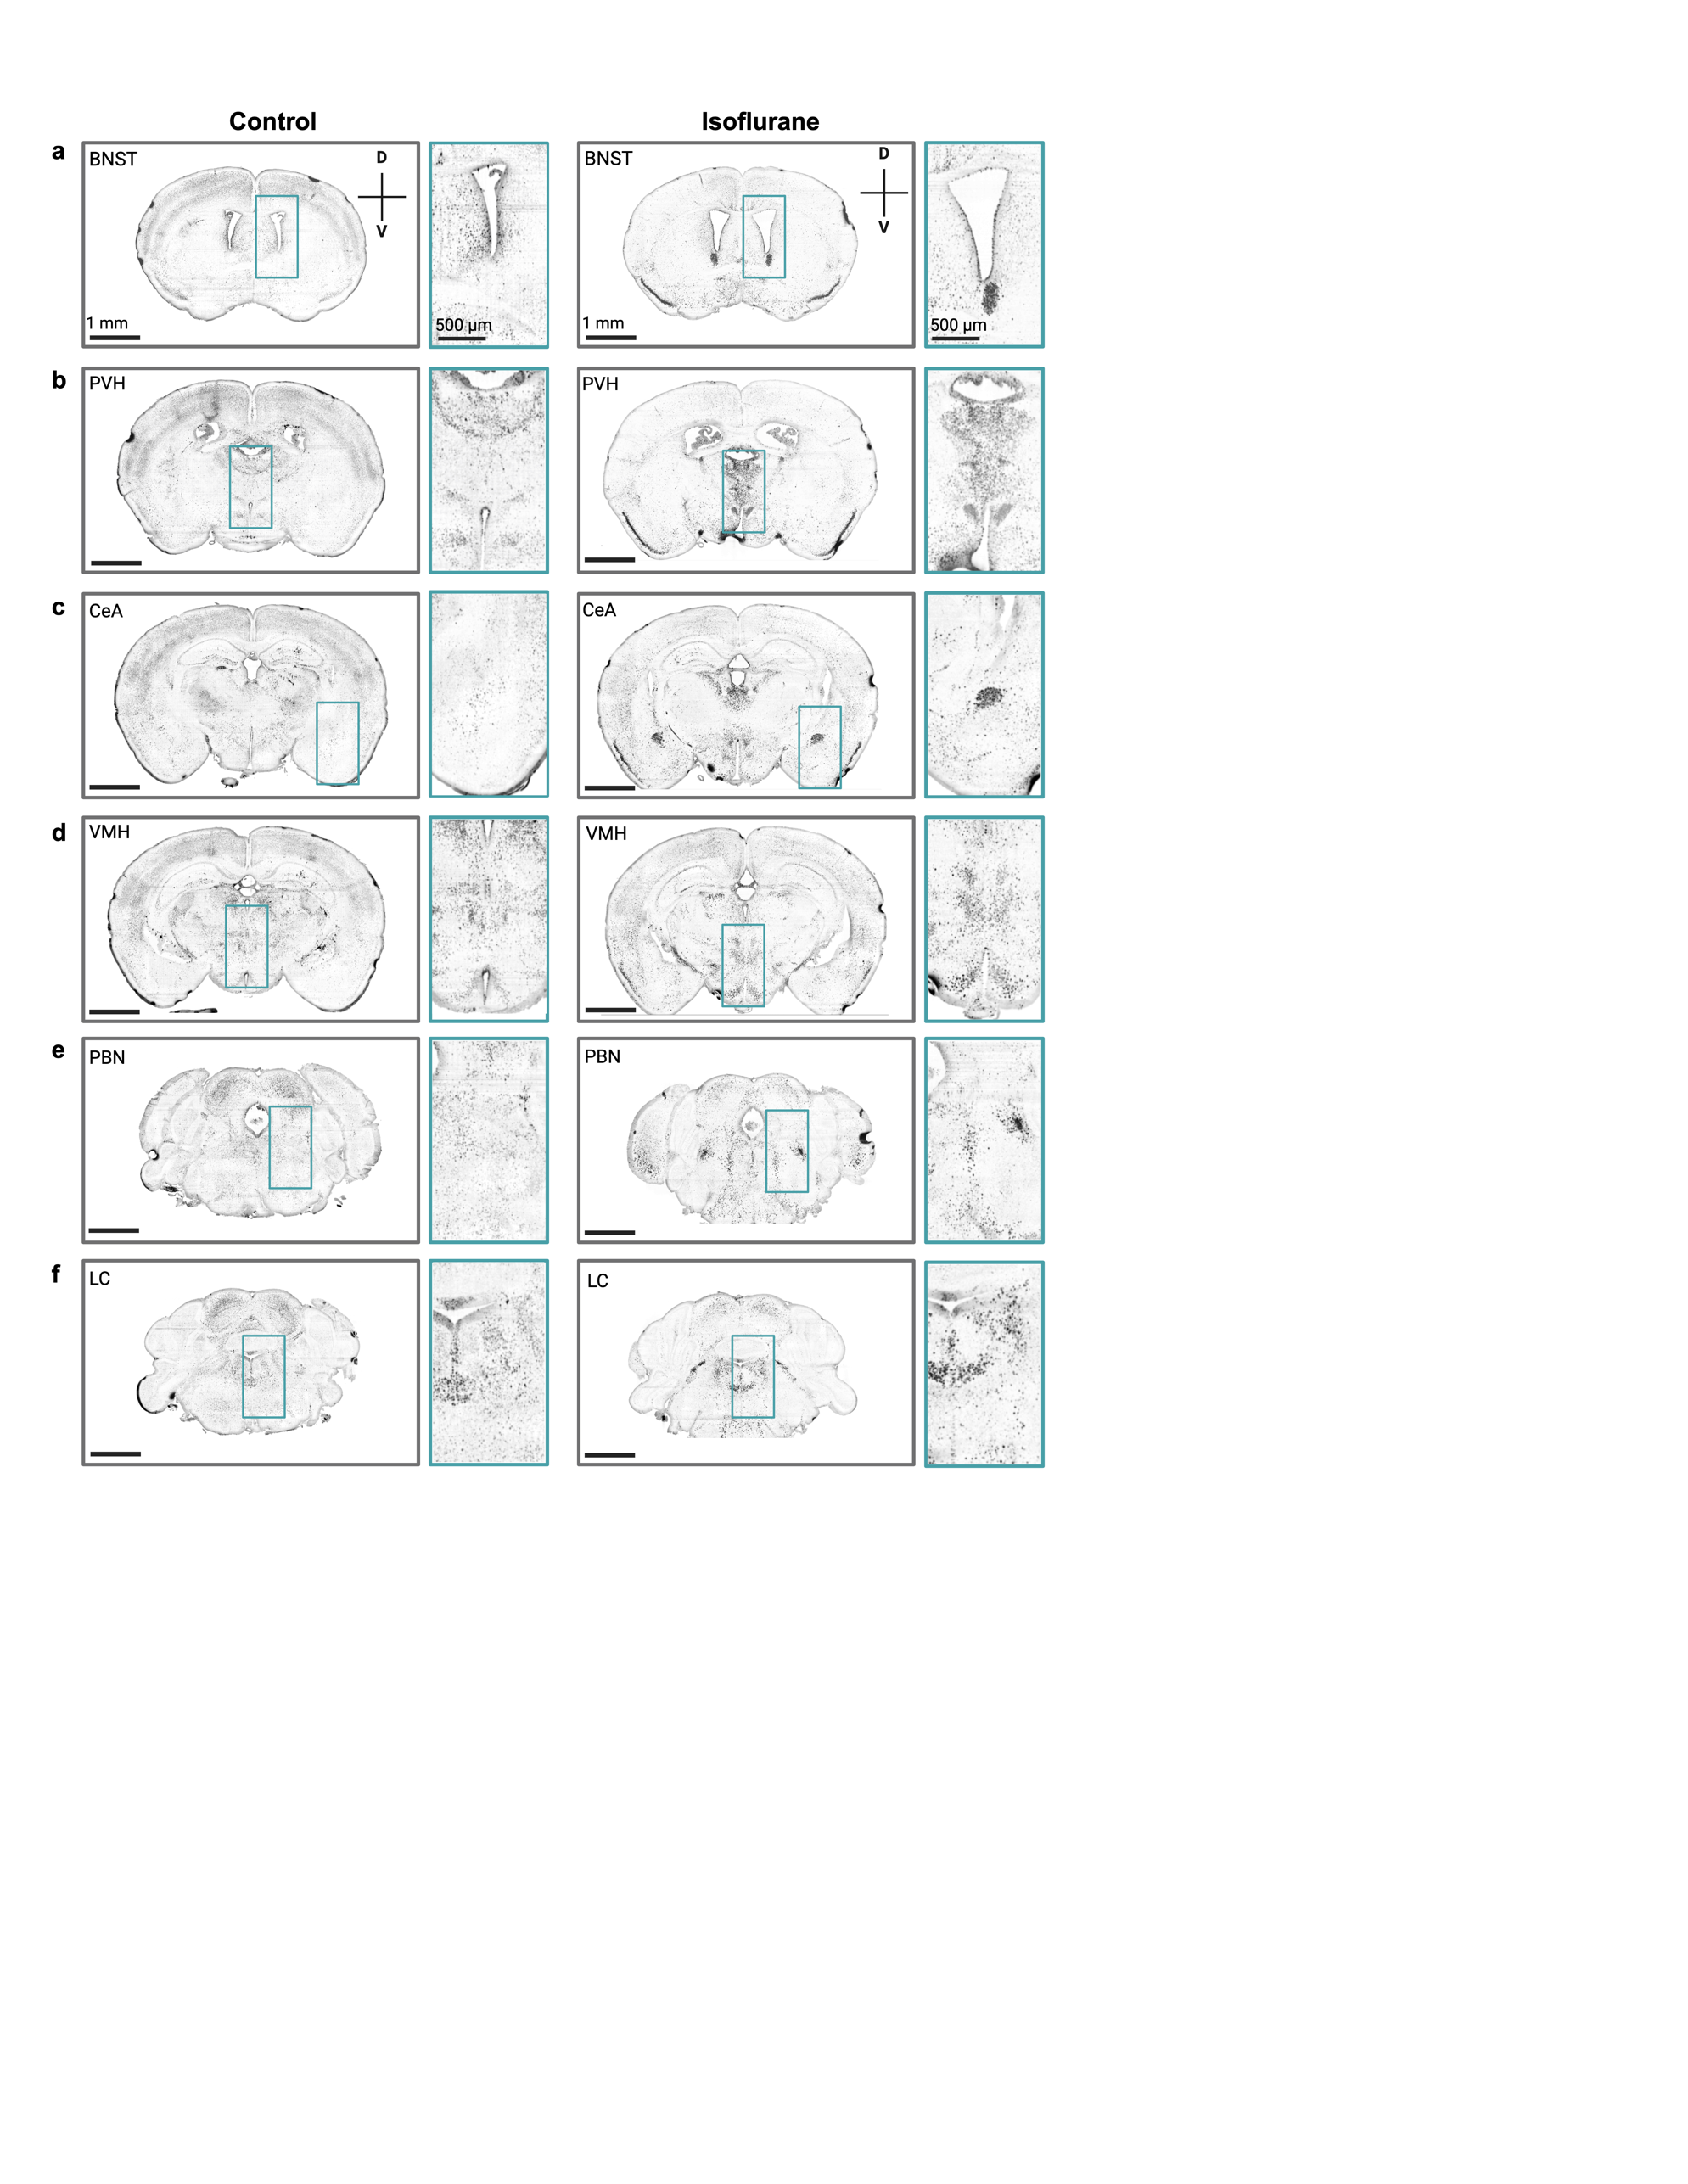 Control Isoflurane
a BNST D BNST D
V V
1 mm 500 µm 1 mm 500 µm
b PVH PVH
c CeA CeA
d VMH VMH
e PBN PBN
f LC LC